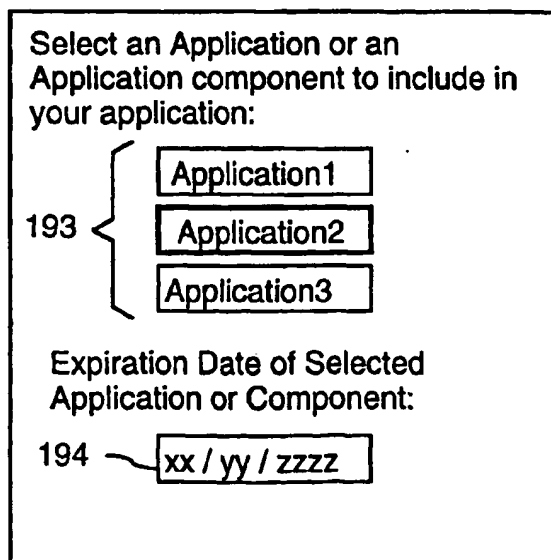 Select an Application or an
Application component to include in
your application:
Application1
193
Application2
Application3
Expiration Date of Selected
Application or Component:
194
xx / yy / zzzz